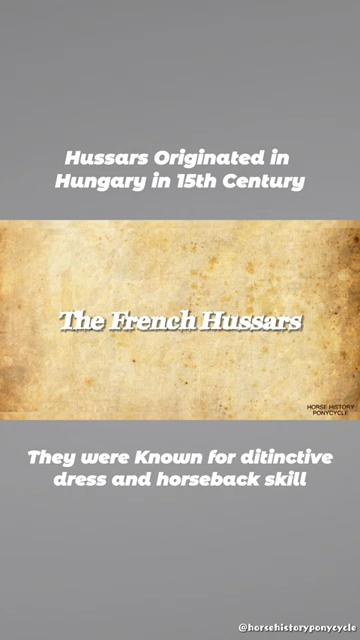 Hussars Originated in
Hungary in 15th Century
The French Hussars
HORSE HISTORY
PONYCYCLE
They were Known for ditinctive
dress and horseback skill
@horsehistoryponycycle